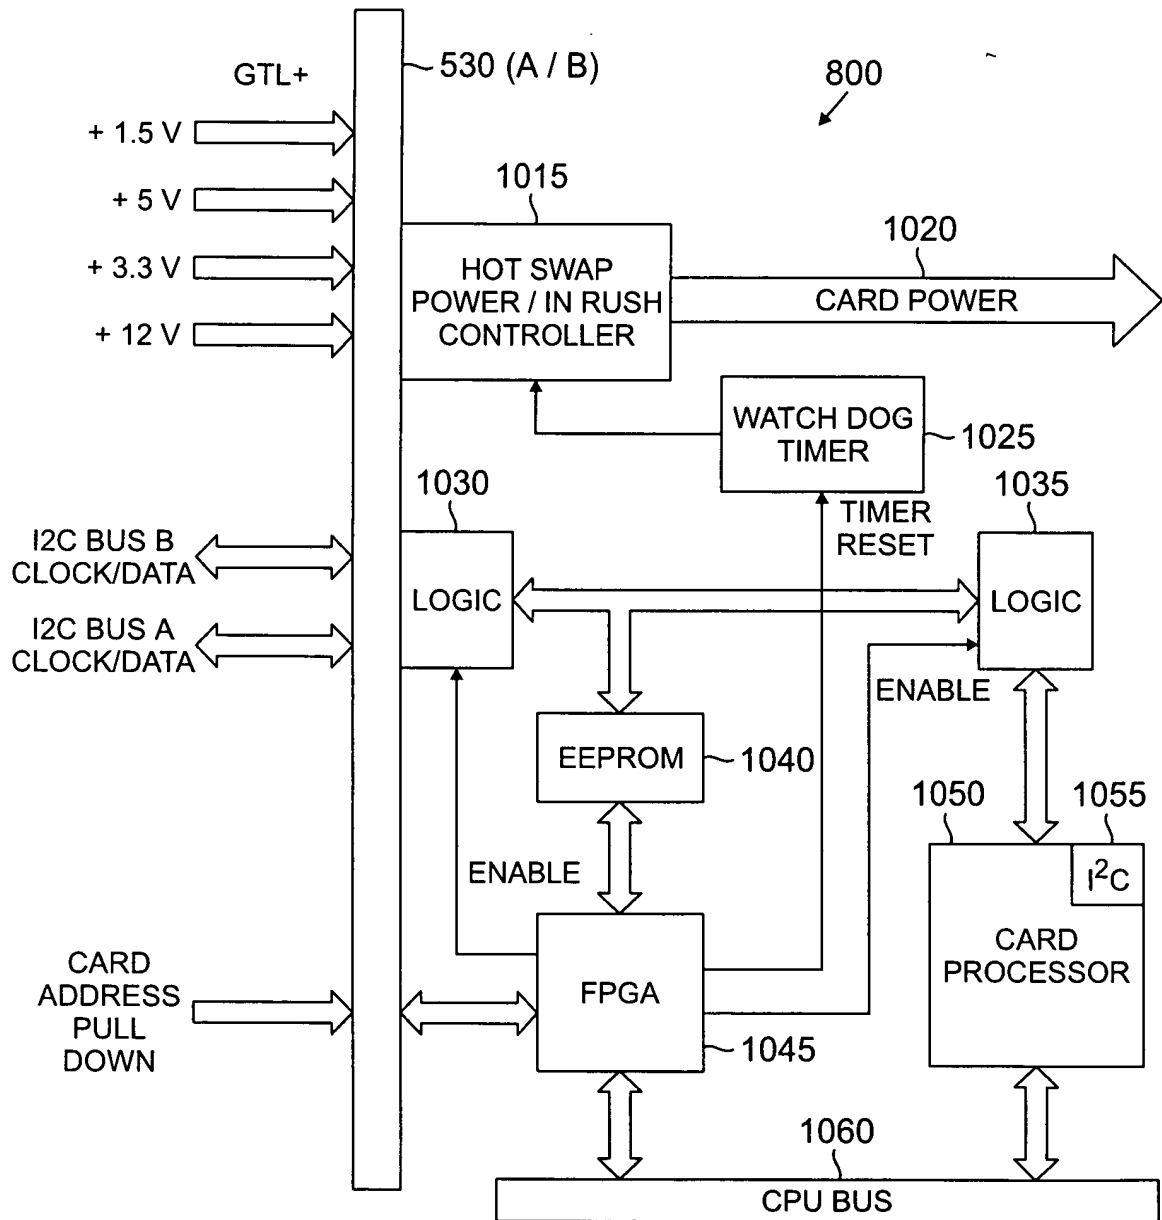 GTL+
530 (A / B)
800
+ 1.5 V
+ 5 V
+ 3.3 V
+ 12 V
1015
HOT SWAP
POWER / IN RUSH
CONTROLLER
1020
CARD POWER
WATCH DOG
TIMER
1025
TIMER
RESET
1030
LOGIC
1035
LOGIC
I2C BUS B
CLOCK/DATA
I2C BUS A
CLOCK/DATA
ENABLE
EEPROM
1040
ENABLE
1050
1055
I²C
CARD
PROCESSOR
CARD
ADDRESS
PULL
DOWN
FPGA
1045
1060
CPU BUS